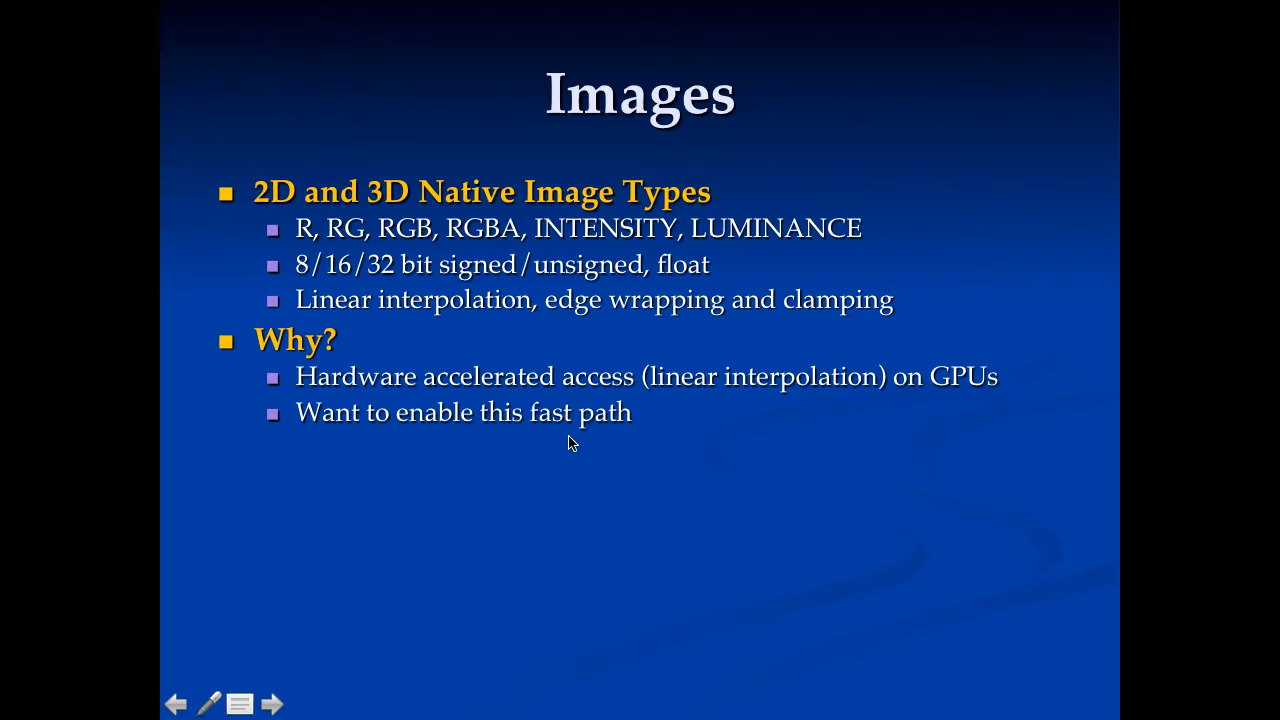 Images
2D and 3D Native Image Types
R, RG, RGB, RGBA, INTENSITY, LUMINANCE
8/16/32 bit signed/unsigned, float
Linear interpolation, edge wrapping and clamping
Why?
Hardware accelerated access (linear interpolation) on GPUs
Want to enable this fast path